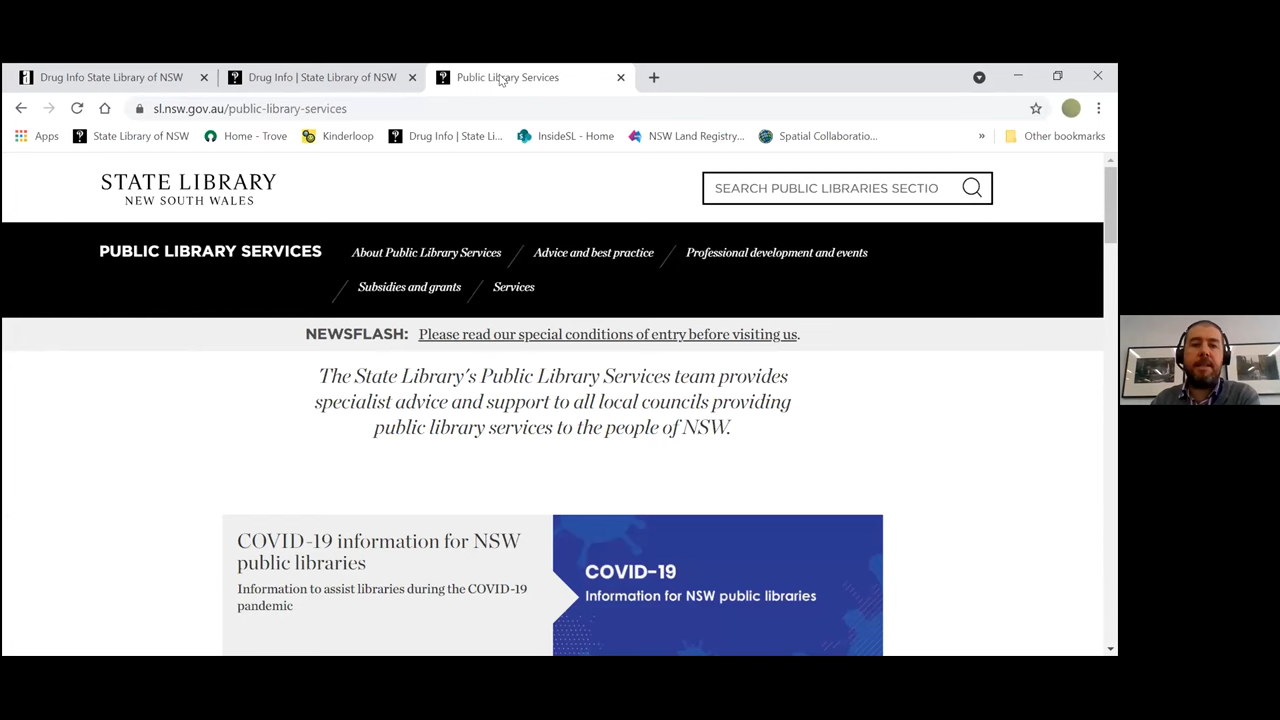 Drug Info State Library of NSW
Drug Info | State Library of NSW
Public Library Services
sl.nsw.gov.au/public-library-services
Apps
State Library of NSW
Home - Trove
Kinderloop
Drug Info | State Li...
InsideSL - Home
NSW Land Registry...
Spatial Collaboratio...
»
Other bookmarks
STATE LIBRARY
NEW SOUTH WALES
SEARCH PUBLIC LIBRARIES SECTIO
PUBLIC LIBRARY SERVICES
About Public Library Services
Advice and best practice
Professional development and events
Subsidies and grants
Services
NEWSFLASH: Please read our special conditions of entry before visiting us.
The State Library's Public Library Services team provides
specialist advice and support to all local councils providing
public library services to the people of NSW.
COVID-19 information for NSW
public libraries
Information to assist libraries during the COVID-19
pandemic
COVID-19
Information for NSW public libraries